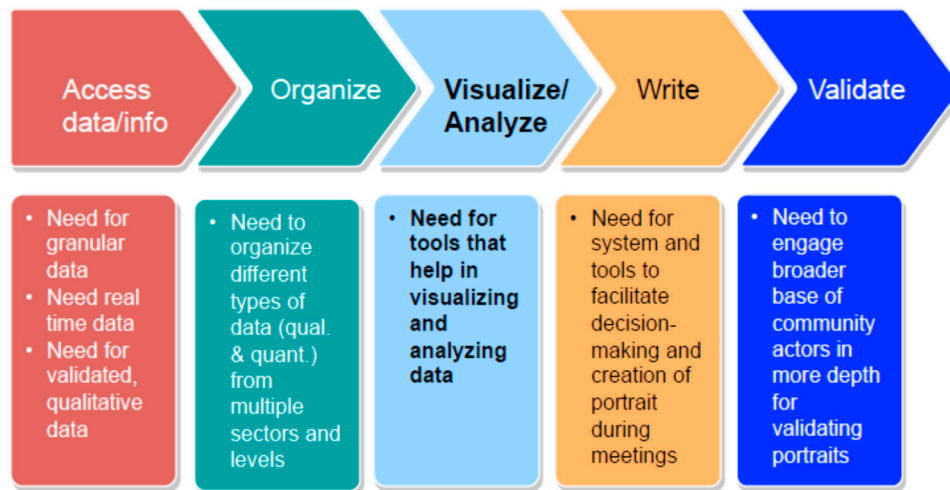 Access
data/info
Organize
Visualize/
Analyze
Write
Validate
• Need for
granular
data
• Need real
time data
• Need for
validated,
qualitative
data
• Need to
organize
different
types of
data (qual.
& quant.)
from
multiple
sectors and
levels
• Need for
tools that
help in
visualizing
and
analyzing
data
• Need for
system and
tools to
facilitate
decision-
making and
creation of
portrait
during
meetings
• Need to
engage
broader
base of
community
actors in
more depth
for
validating
portraits